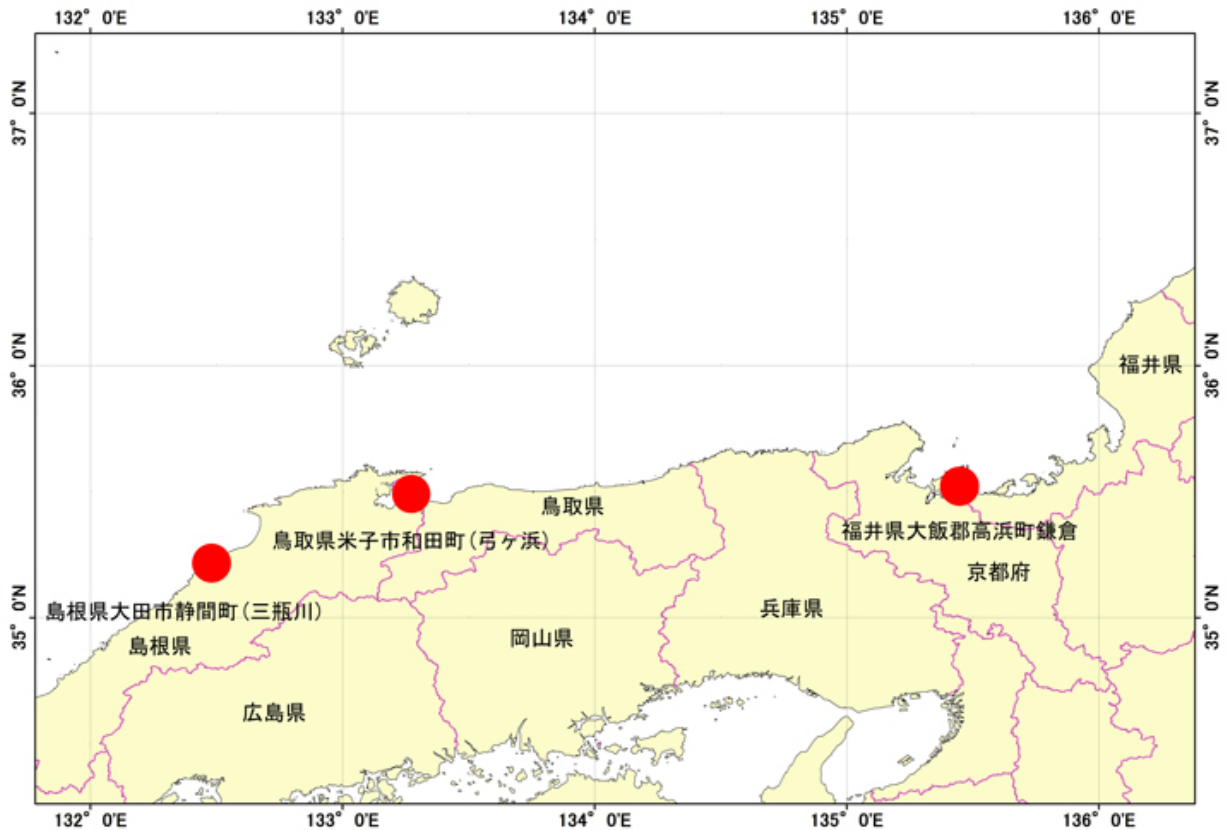 132° 0'E
133° 0'E
134° 0'E
135° 0'E
136° 0'E
37° 0'N
37° 0'N
36° 0'N
36° 0'N
福井県
鳥取県
福井県大飯郡高浜町鎌倉
鳥取県米子市和田町(弓ヶ浜)
京都府
島根県大田市静間町(三瓶川)
35° 0'N
35° 0'N
兵庫県
島根県
岡山県
広島県
132° 0'E
133° 0'E
134° 0'E
135° 0'E
136° 0'E